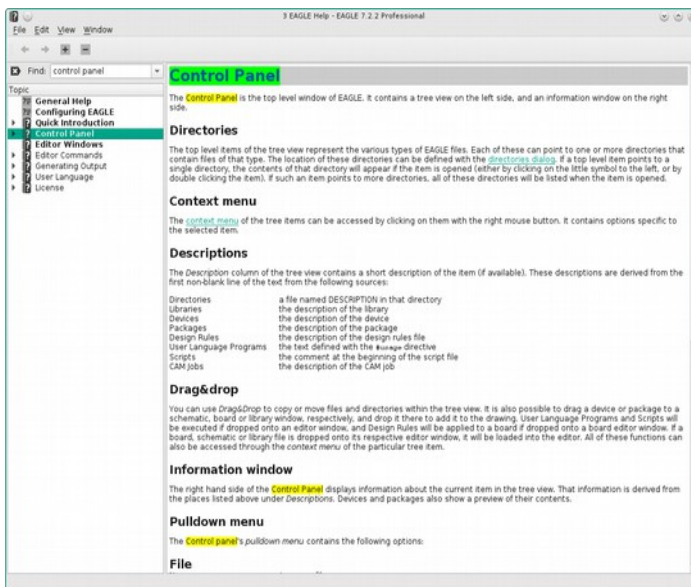 3 EAGLE Help - EAGLE 7.2.2 Professional
File Edit View Window
Find: control panel
Topic
General Help
Configuring EAGLE
Quick Introduction
Control Panel
Editor Windows
Editor Commands
Generating Output
User Language
License
Control Panel
The Control Panel is the top level window of EAGLE. It contains a tree view on the left side, and an information window on the right
side.
Directories
The top level items of the tree view represent the various types of EAGLE files. Each of these can point to one or more directories that
contain files of that type. The location of these directories can be defined with the directories dialog. If a top level item points to a
single directory, the contents of that directory will appear if the item is opened (either by clicking on the little symbol to the left, or by
double clicking the item). If such an item points to more directories, all of these directories will be listed when the item is opened.
Context menu
The context menu of the tree items can be accessed by clicking on them with the right mouse button. It contains options specific to
the selected item.
Descriptions
The Description column of the tree view contains a short description of the item (if available). These descriptions are derived from the
first non-blank line of the text from the following sources:
Directories a file named DESCRIPTION in that directory
Libraries the description of the library
Devices the description of the device
Packages the description of the package
Design Rules the description of the design rules file
User Language Programs the text defined with the #usage directive
Scripts the comment at the beginning of the script file
CAM Jobs the description of the CAM job
Drag&drop
You can use Drag&Drop to copy or move files and directories within the tree view. It is also possible to drag a device or package to a
schematic, board or library window, respectively, and drop it there to add it to the drawing. User Language Programs and Scripts will
be executed if dropped onto an editor window, and Design Rules will be applied to a board if dropped onto a board editor window. If a
board, schematic or library file is dropped onto its respective editor window, it will be loaded into the editor. All of these functions can
also be accessed through the context menu of the particular tree item.
Information window
The right hand side of the Control Panel displays information about the current item in the tree view. That information is derived from
the places listed above under Descriptions. Devices and packages also show a preview of their contents.
Pulldown menu
The Control panel's pulldown menu contains the following options:
File